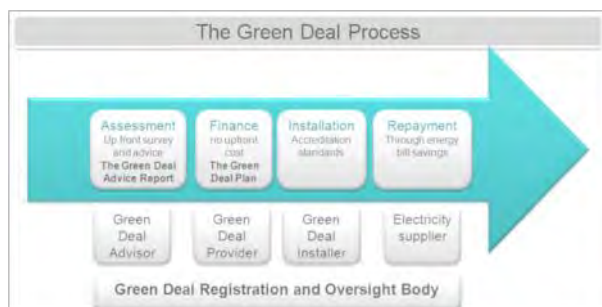 The Green Deal Process
Assessment
Up front survey
and advice
The Green Deal
Advice Report
Finance
no upfront
cost
The Green
Deal Plan
Installation
Accreditation
standards
Repayment
Through energy
bill savings
Green
Deal
Advisor
Green
Deal
Provider
Green
Deal
Installer
Electricity
supplier
Green Deal Registration and Oversight Body